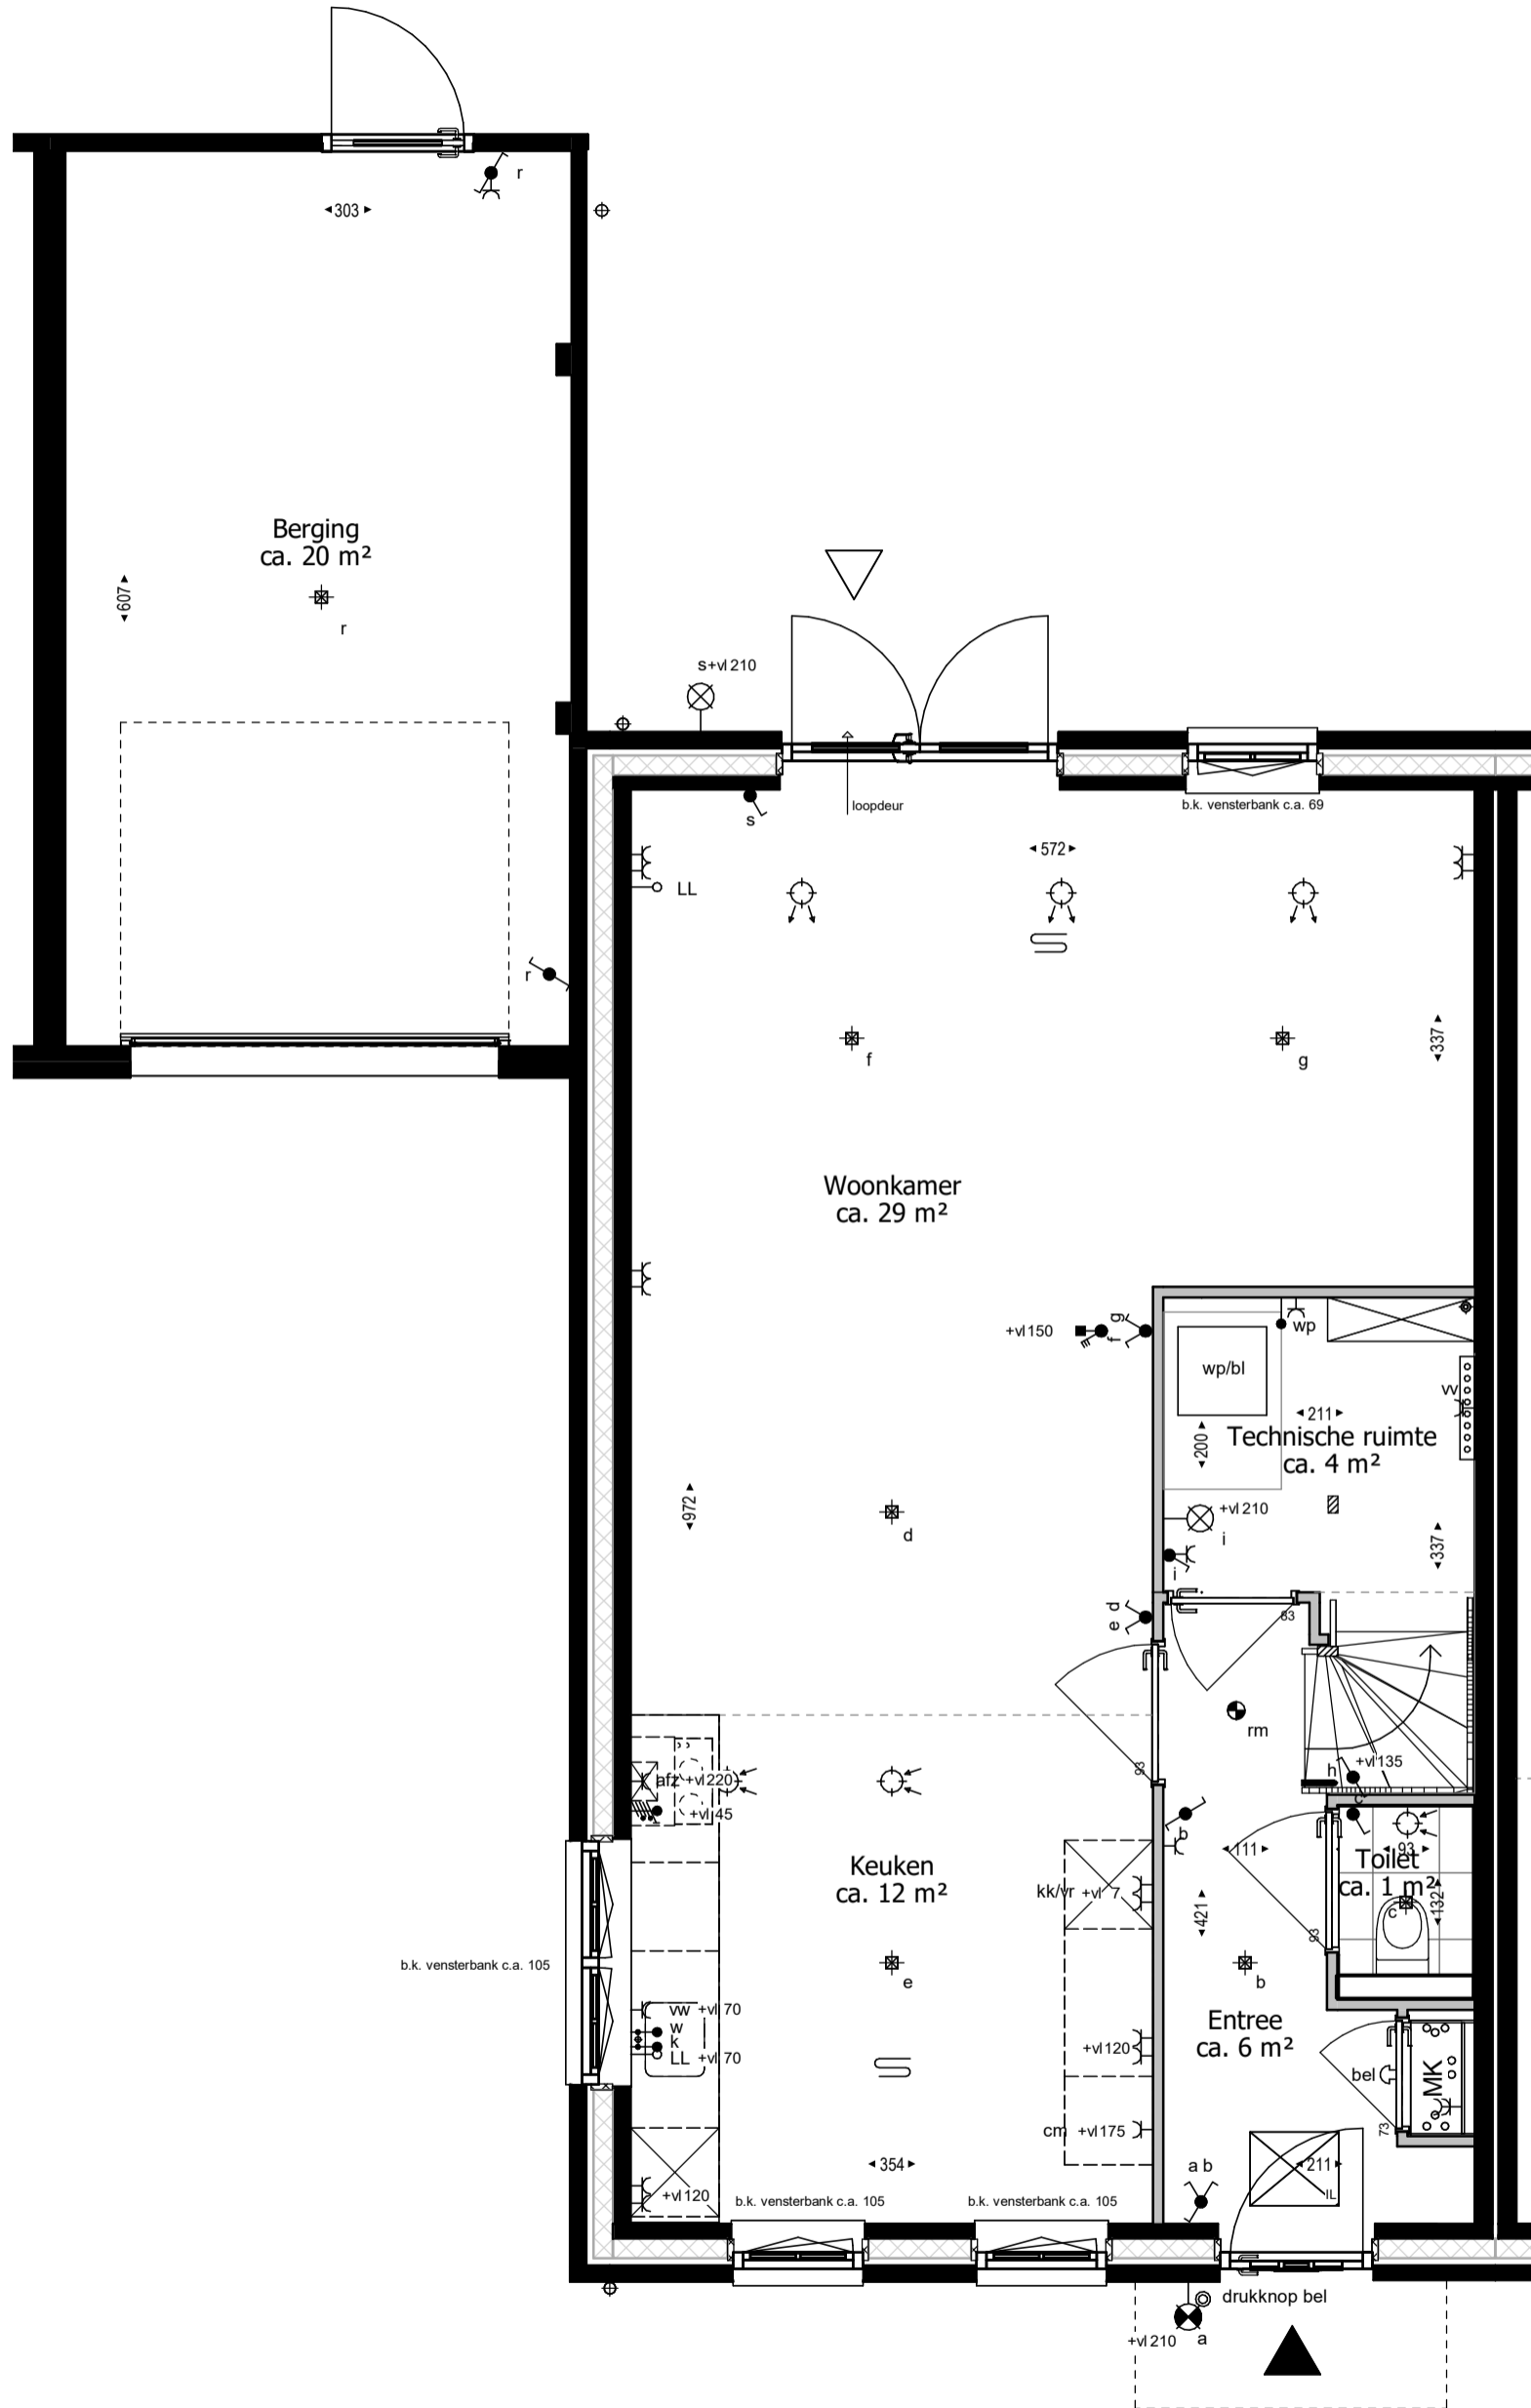 r
303
Berging
ca. 20 m²
607
r
s+vl 210
r
s
loopdeur
b.k. vensterbank c.a. 69
572
LL
f
g
337
Woonkamer
ca. 29 m²
+vl 150
f g
wp
wp/bl
vv
211
200
Technische ruimte
ca. 4 m²
+vl 210
i
i
337
972
d
e d
83
rm
93
h
+vl 135
c
afz +vl 220
+vl 45
b
111
93
Toilet
ca. 1 m²
132
c
Keuken
ca. 12 m²
kk/vr +vl 7
421
93
b.k. vensterbank c.a. 105
e
b
vw +vl 70
w
k
LL +vl 70
Entree
ca. 6 m²
+vl 120
bel
MK
cm +vl 175
73
354
a b
211
IL
+vl 120
b.k. vensterbank c.a. 105
b.k. vensterbank c.a. 105
drukknop bel
+vl 210
a